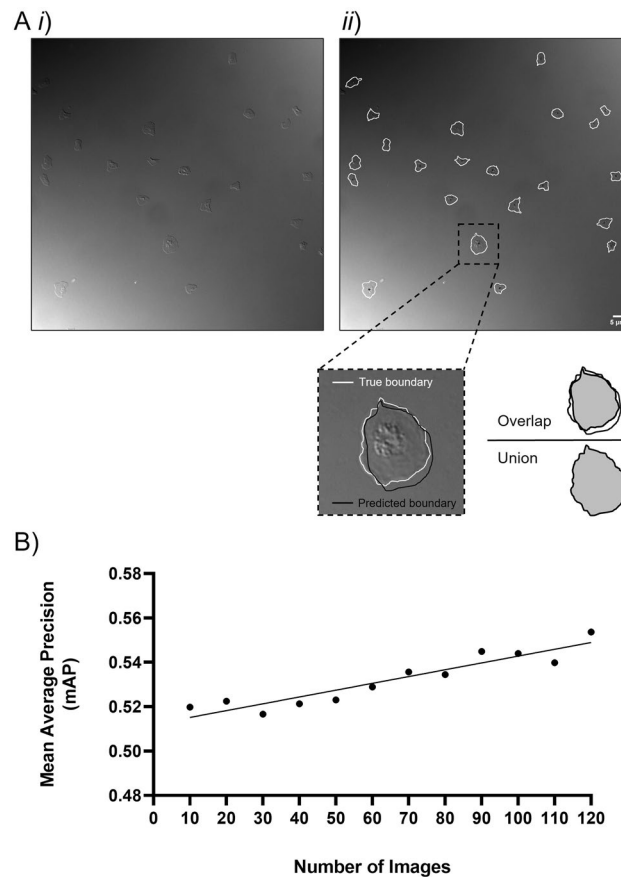 A i)
ii)
5
True boundary
Predicted boundary
Overlap
Union
B)
Mean Average Precision
(mAP)
0.58
0.56
0.54
0.52
0.50
0.48
0 10 20 30 40 50 60 70 80 90 100 110 120
Number of Images